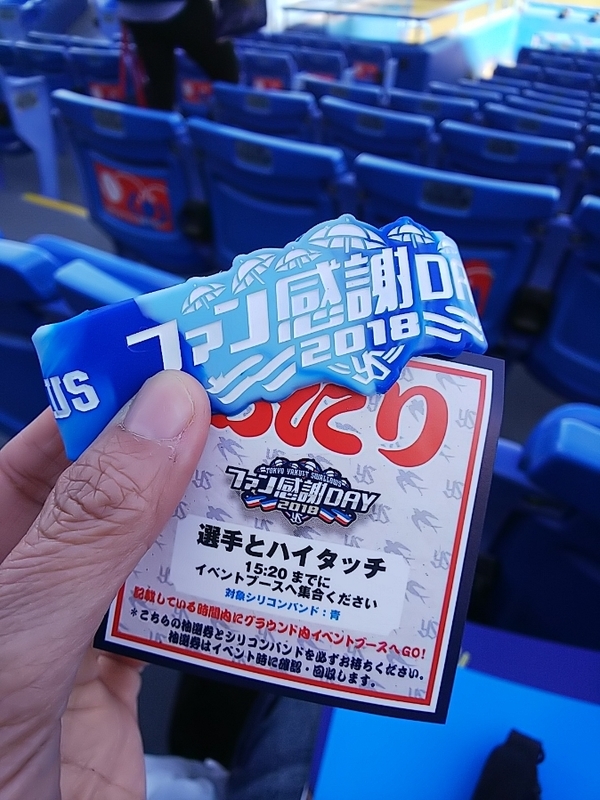 ファン感謝DA
2018
US
たり
TOKYO YAKULT SWALLOWS
ファン感謝DAY
2018
選手とハイタッチ
15:20 までに
イベントブースへ集合ください
対象シリコンバンド：青
記載している時間内にグラウンド内イベントブースへGO!
＊こちらの抽選券とシリコンバンドを必ずお持ちください。
抽選券はイベント時に確認・回収します。